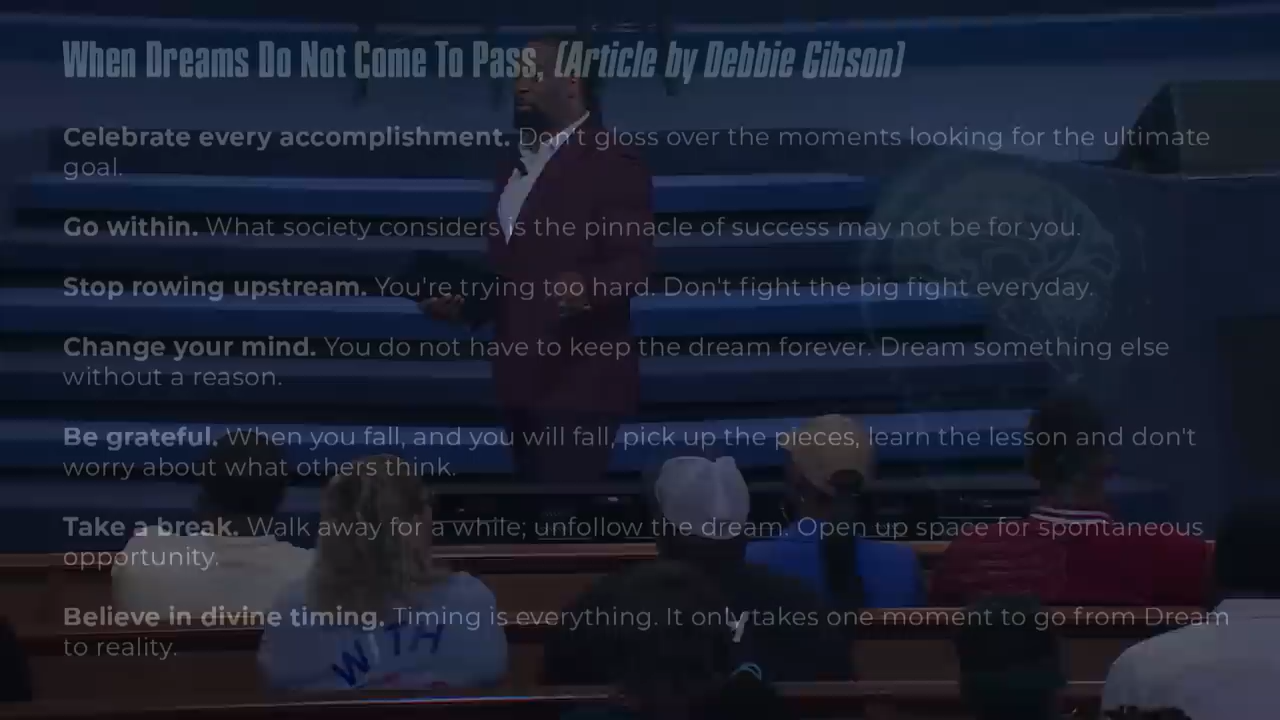 When Dreams Do Not Come To Pass, (Article by Debbie Gibson)
Celebrate every accomplishment. Don't gloss over the moments looking for the ultimate
goal.
Go within. What society considers is the pinnacle of success may not be for you.
Stop rowing upstream. You're trying too hard. Don't fight the big fight everyday.
Change your mind. You do not have to keep the dream forever. Dream something else
without a reason.
Be grateful. When you fall, and you will fall, pick up the pieces, learn the lesson and don't
worry about what others think.
Take a break. Walk away for a while; unfollow the dream. Open up space for spontaneous
opportunity.
Believe in divine timing. Timing is everything. It only takes one moment to go from Dream
to reality.